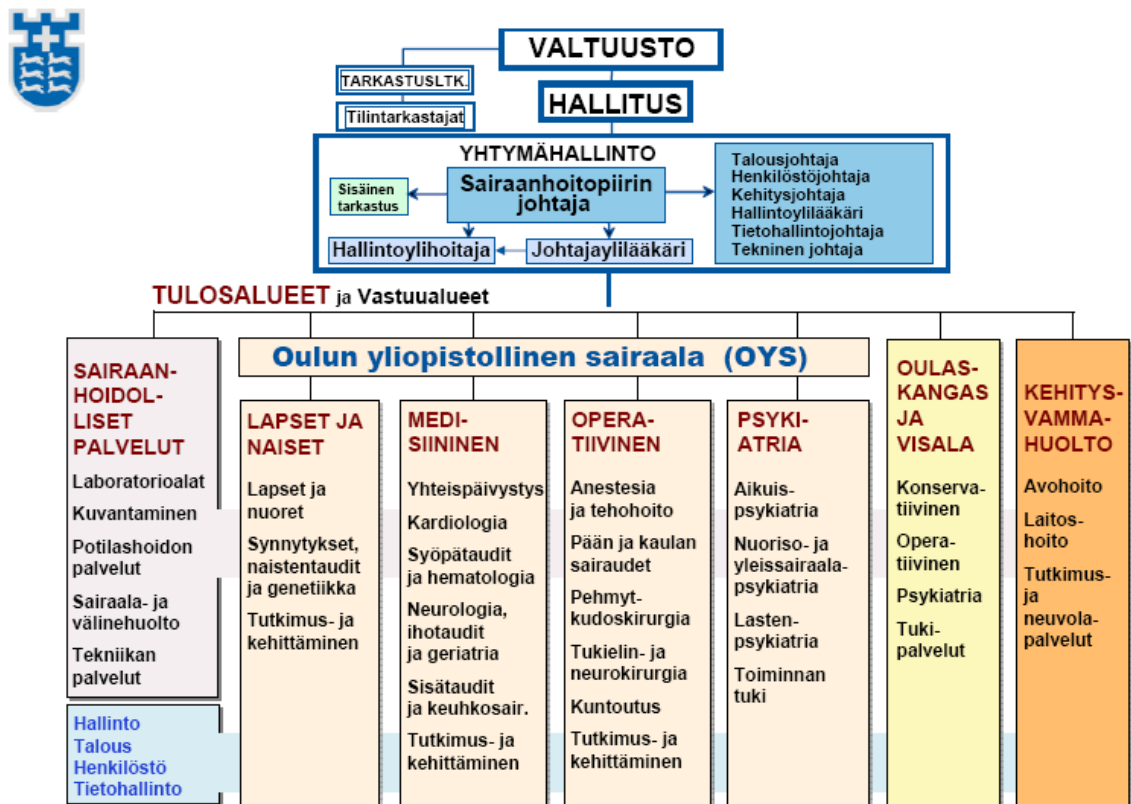 VALTUUSTO
TARKASTUSLTK.
HALLITUS
Tilintarkastajat
YHTYMÄHALLINTO
Sairaanhoitopiirin
johtaja
Sisäinen
tarkastus
Hallintoylihoitaja
Johtajaylilääkäri
Talousjohtaja
Henkilöstöjohtaja
Kehitysjohtaja
Hallintoylilääkäri
Tietohallintojohtaja
Tekninen johtaja
TULOSALUEET ja Vastuualueet
SAIRAAN-
HOIDOL-
LISET
PALVELUT
Laboratorioalat
Kuvantaminen
Potilashoidon
palvelut
Sairaala- ja
välinehuolto
Tekniikan
palvelut
Hallinto
Talous
Henkilöstö
Tietohallinto
Oulun yliopistollinen sairaala (OYS)
LAPSET JA
NAISET
Lapset ja
nuoret
Synnytykset,
naistentaudit
ja genetiikka
Tutkimus- ja
kehittäminen
MEDI-
SIININEN
Yhteispäivystys
Kardiologia
Syöpätaudit
ja hematologia
Neurologia,
ihotaudit
ja geriatria
Sisätaudit
ja keuhkosair.
Tutkimus- ja
kehittäminen
OPERA-
TIIVINEN
Anestesia
ja tehohoito
Pään ja kaulan
sairaudet
Pehmyt-
kudoskirurgia
Tukielin- ja
neurokirurgia
Kuntoutus
Tutkimus- ja
kehittäminen
PSYKI-
ATRIA
Aikuis-
psykiatria
Nuoriso- ja
yleissairaala-
psykiatria
Lasten-
psykiatria
Toiminnan
tuki
OULAS-
KANGAS
JA
VISALA
Konserva-
tiivinen
Opera-
tiivinen
Psykiatria
Tuki-
palvelut
KEHITYS-
VAMMA-
HUOLTO
Avohoito
Laitos-
hoito
Tutkimus-
ja
neuvola-
palvelut